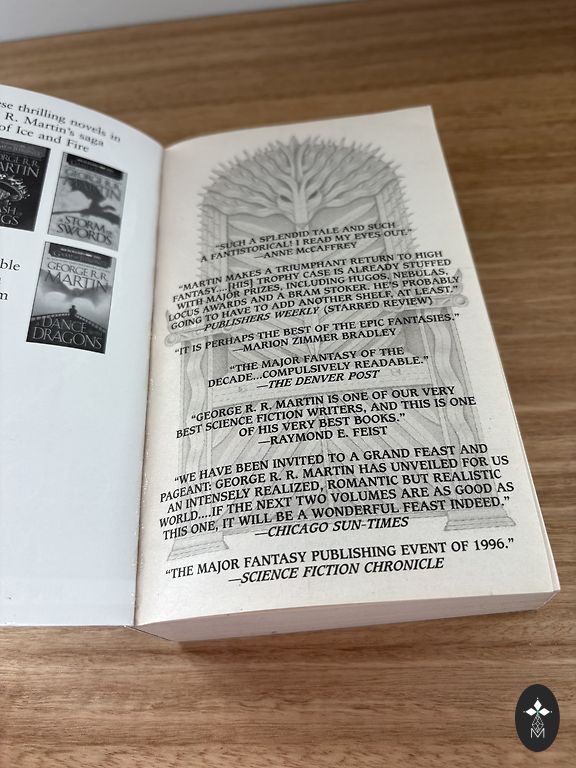 ese thrilling novels in
R. Martin's saga
of Ice and Fire
GEORGE R.R.
MARTIN
STORM
OF
SWORDS
GEORGE R.R.
MARTIN
DANCE
DRAGONS
"SUCH A SPLENDID TALE AND SUCH
A FANTISTORICAL! I READ MY EYES OUT."
—ANNE MCCAFFREY
"MARTIN MAKES A TRIUMPHANT RETURN TO HIGH
FANTASY...[HIS] TROPHY CASE IS ALREADY STUFFED
WITH MAJOR PRIZES, INCLUDING HUGOS, NEBULAS,
LOCUS AWARDS AND A BRAM STOKER. HE'S PROBABLY
GOING TO HAVE TO ADD ANOTHER SHELF, AT LEAST."
—PUBLISHERS WEEKLY (STARRED REVIEW)
"IT IS PERHAPS THE BEST OF THE EPIC FANTASIES."
—MARION ZIMMER BRADLEY
"THE MAJOR FANTASY OF THE
DECADE...COMPULSIVELY READABLE."
—THE DENVER POST
"GEORGE R. R. MARTIN IS ONE OF OUR VERY
BEST SCIENCE FICTION WRITERS, AND THIS IS ONE
OF HIS VERY BEST BOOKS."
—RAYMOND E. FEIST
"WE HAVE BEEN INVITED TO A GRAND FEAST AND
PAGEANT: GEORGE R. R. MARTIN HAS UNVEILED FOR US
AN INTENSELY REALIZED, ROMANTIC BUT REALISTIC
WORLD....IF THE NEXT TWO VOLUMES ARE AS GOOD AS
THIS ONE, IT WILL BE A WONDERFUL FEAST INDEED."
—CHICAGO SUN-TIMES
"THE MAJOR FANTASY PUBLISHING EVENT OF 1996."
—SCIENCE FICTION CHRONICLE